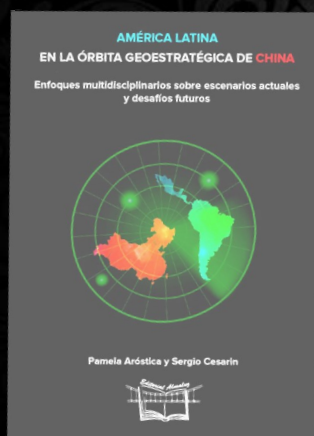 AMÉRICA LATINA
EN LA ÓRBITA GEOESTRATÉGICA DE CHINA
Enfoques multidisciplinarios sobre escenarios actuales
y desafíos futuros
Pamela Aróstica y Sergio Cesarin
Editorial Almaluz